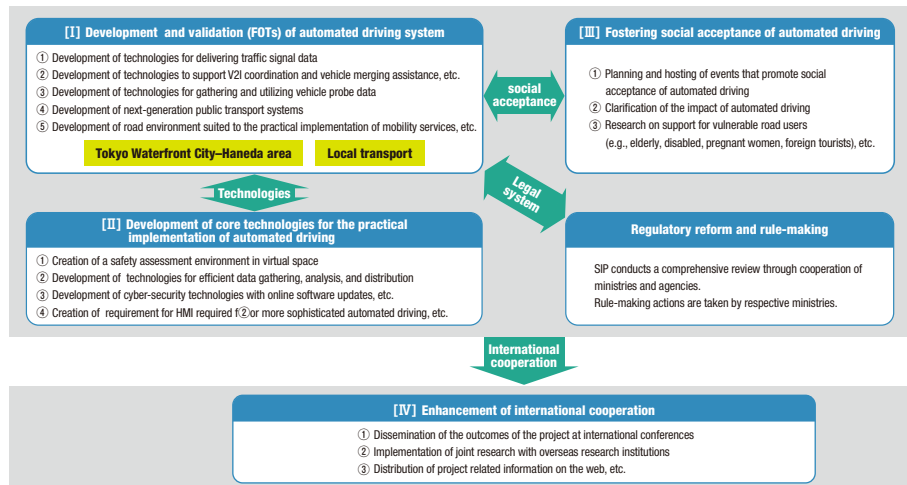 [Ⅰ] Development and validation (FOTs) of automated driving system
① Development of technologies for delivering traffic signal data
② Development of technologies to support V2I coordination and vehicle merging assistance, etc.
③ Development of technologies for gathering and utilizing vehicle probe data
④ Development of next-generation public transport systems
⑤ Development of road environment suited to the practical implementation of mobility services, etc.
Tokyo Waterfront City–Haneda area
Local transport
social
acceptance
[Ⅲ] Fostering social acceptance of automated driving
① Planning and hosting of events that promote social
acceptance of automated driving
② Clarification of the impact of automated driving
③ Research on support for vulnerable road users
(e.g., elderly, disabled, pregnant women, foreign tourists), etc.
Technologies
Legal
system
[Ⅱ] Development of core technologies for the practical
implementation of automated driving
① Creation of a safety assessment environment in virtual space
② Development of technologies for efficient data gathering, analysis, and distribution
③ Development of cyber-security technologies with online software updates, etc.
④ Creation of requirement for HMI required f②or more sophisticated automated driving, etc.
Regulatory reform and rule-making
SIP conducts a comprehensive review through cooperation of
ministries and agencies.
Rule-making actions are taken by respective ministries.
International
cooperation
[Ⅳ] Enhancement of international cooperation
① Dissemination of the outcomes of the project at international conferences
② Implementation of joint research with overseas research institutions
③ Distribution of project related information on the web, etc.